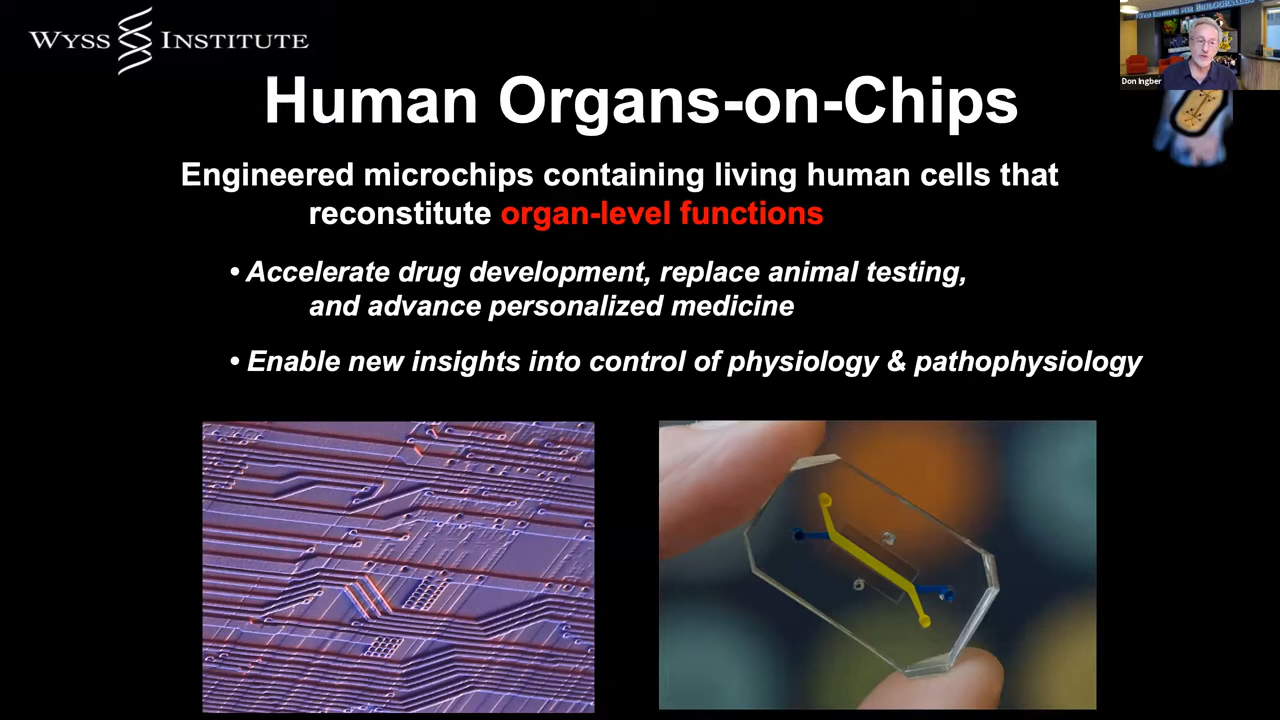 WYSS INSTITUTE
Human Organs-on-Chips
Engineered microchips containing living human cells that
reconstitute organ-level functions
• Accelerate drug development, replace animal testing,
and advance personalized medicine
• Enable new insights into control of physiology & pathophysiology
Don Ingber